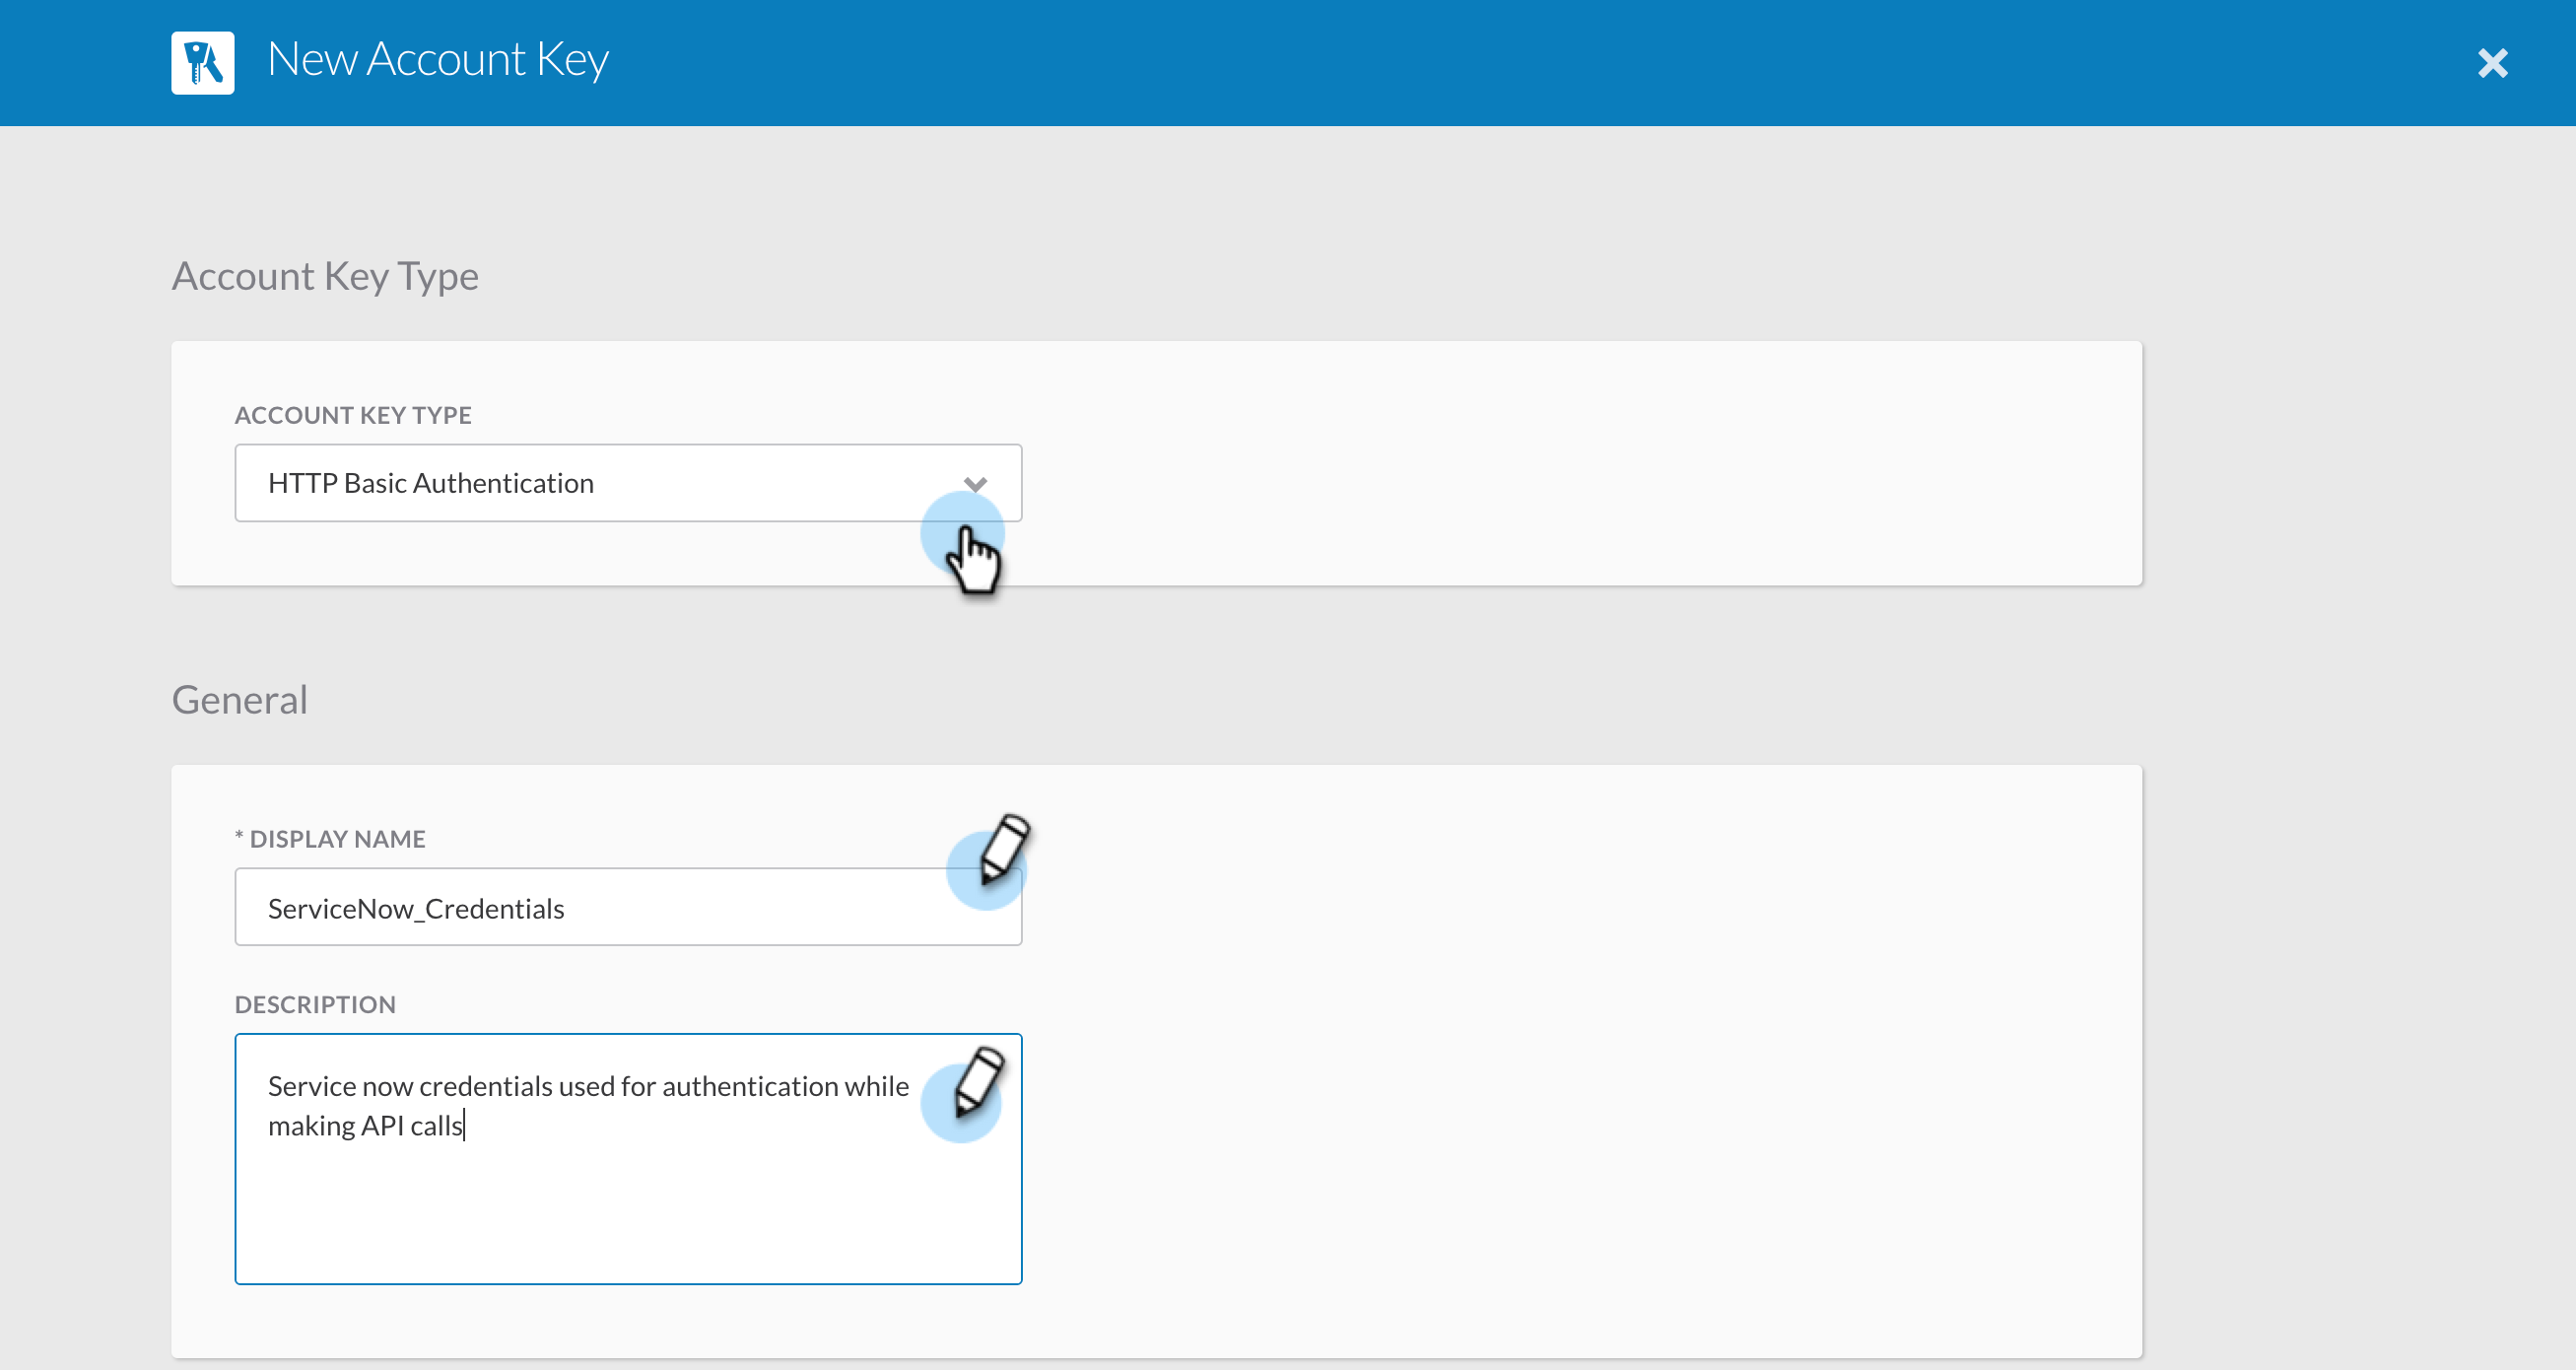 New Account Key
Account Key Type
ACCOUNT KEY TYPE
HTTP Basic Authentication
General
* DISPLAY NAME
ServiceNow_Credentials
DESCRIPTION
Service now credentials used for authentication while
making API calls